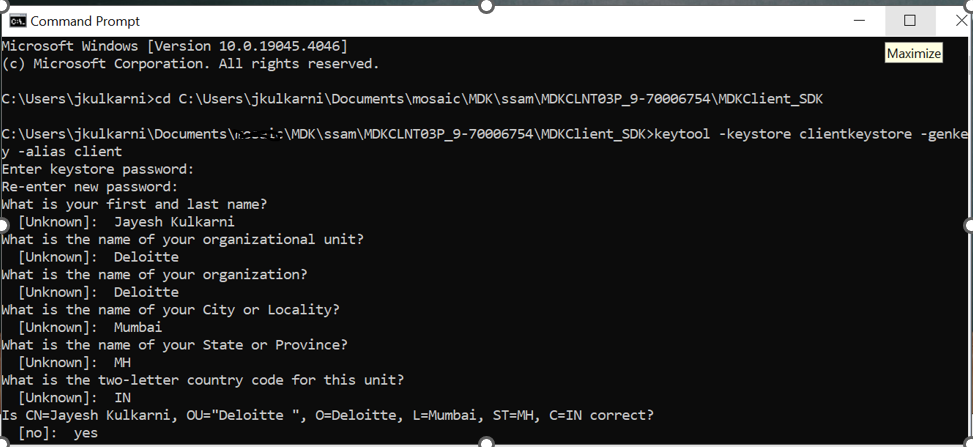 Command Prompt
Maximize
Microsoft Windows [Version 10.0.19045.4046]
(c) Microsoft Corporation. All rights reserved.
C:\Users\jkulkarni>cd C:\Users\jkulkarni\Documents\mosaic\MDK\ssam\MDKCLNT03P_9-70006754\MDKClient_SDK
C:\Users\jkulkarni\Documents\ \MDK\ssam\MDKCLNT03P_9-70006754\MDKClient_SDK>keytool -keystore clientkeystore -genke
y -alias client
Enter keystore password:
Re-enter new password:
What is your first and last name?
[Unknown]:  Jayesh Kulkarni
What is the name of your organizational unit?
[Unknown]:  Deloitte
What is the name of your organization?
[Unknown]:  Deloitte
What is the name of your City or Locality?
[Unknown]:  Mumbai
What is the name of your State or Province?
[Unknown]:  MH
What is the two-letter country code for this unit?
[Unknown]:  IN
Is CN=Jayesh Kulkarni, OU="Deloitte ", O=Deloitte, L=Mumbai, ST=MH, C=IN correct?
[no]:  yes